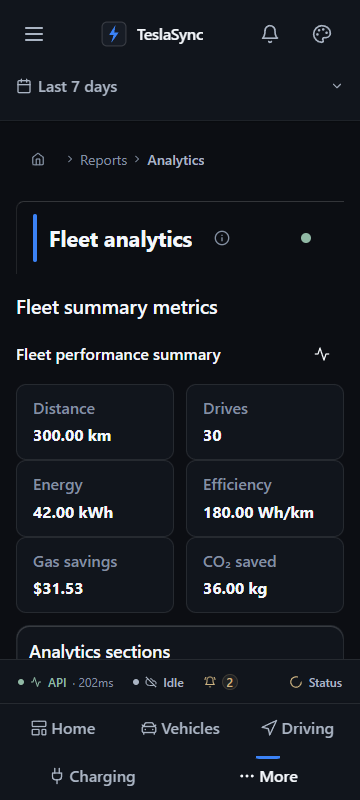 TeslaSync
Last 7 days
Reports Analytics
Fleet analytics
Fleet summary metrics
Fleet performance summary
Distance
300.00 km
Drives
30
Energy
42.00 kWh
Efficiency
180.00 Wh/km
Gas savings
$31.53
CO₂ saved
36.00 kg
Analytics sections
API · 202ms Idle 2 Status
Home Vehicles Driving
Charging More